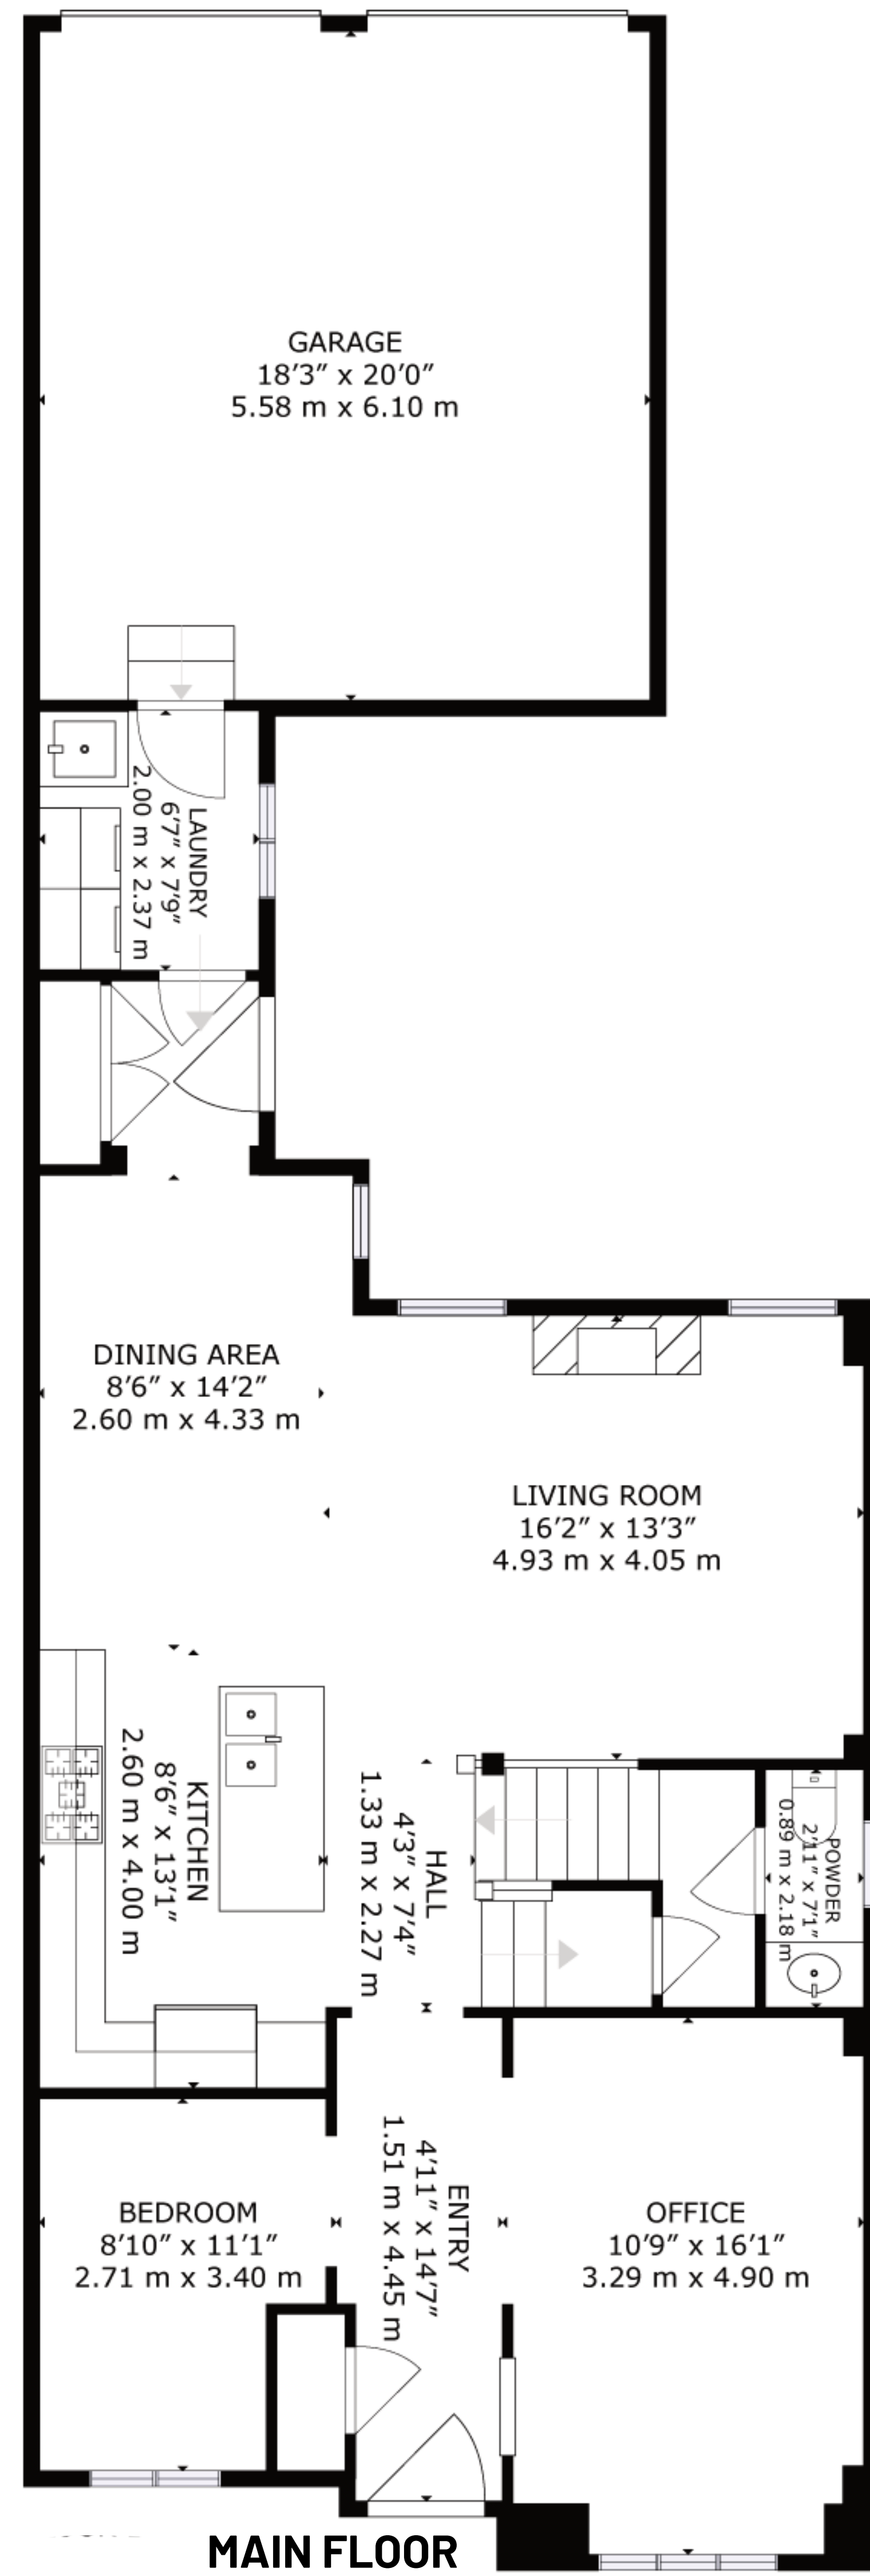 GARAGE
18'3" x 20'0"
5.58 m x 6.10 m
LAUNDRY
6'7" x 7'9"
2.00 m x 2.37 m
DINING AREA
8'6" x 14'2"
2.60 m x 4.33 m
LIVING ROOM
16'2" x 13'3"
4.93 m x 4.05 m
KITCHEN
8'6" x 13'1"
2.60 m x 4.00 m
HALL
4'3" x 7'4"
1.33 m x 2.27 m
POWDER
2'11" x 7'1"
0.89 m x 2.18 m
BEDROOM
8'10" x 11'1"
2.71 m x 3.40 m
ENTRY
4'11" x 14'7"
1.51 m x 4.45 m
OFFICE
10'9" x 16'1"
3.29 m x 4.90 m
MAIN FLOOR